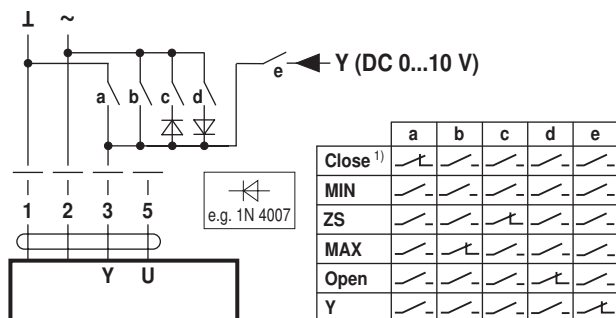 ⊥ ~
e Y (DC 0...10 V)
a b c d
1 2 3 5
e.g. 1N 4007
Y U
a b c d e
Close 1)
MIN
ZS
MAX
Open
Y